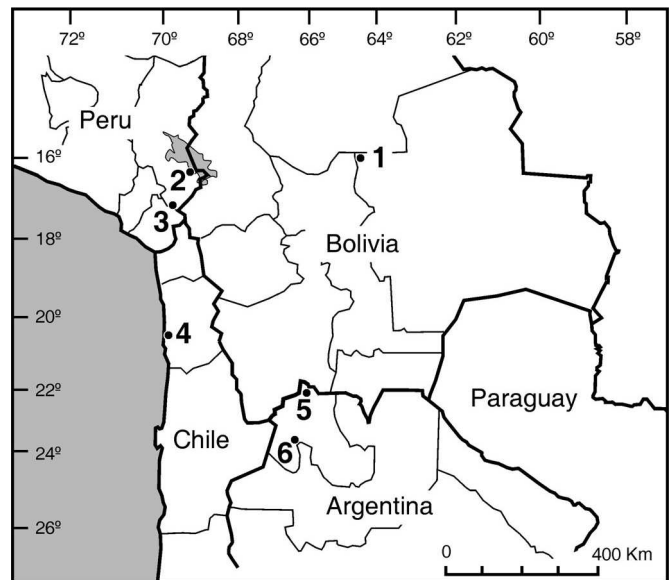 72º 70º 68º 66º 64º 62º 60º 58º
Peru
16º
1
2
3
18º
Bolivia
20º
4
22º
5
Paraguay
Chile
24º
6
Argentina
26º
0 400 Km